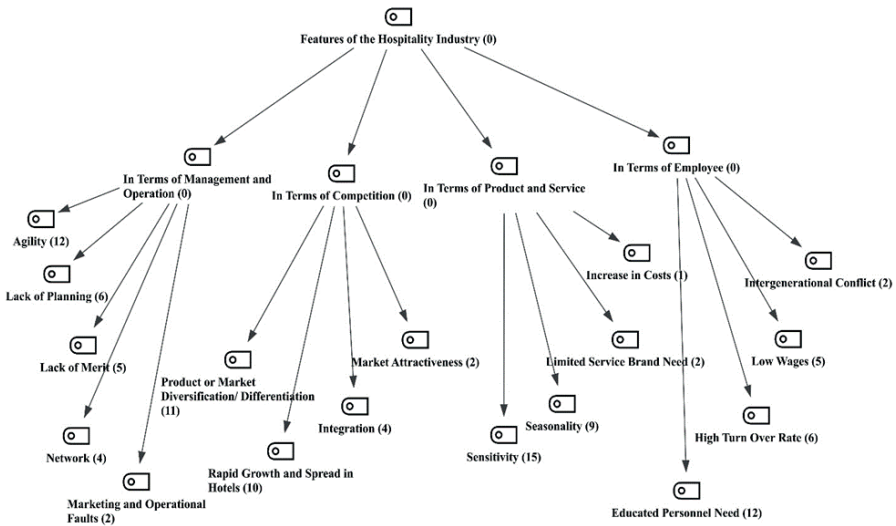 Features of the Hospitality Industry (0)
In Terms of Management and
Operation (0)
In Terms of Competition (0)
In Terms of Product and Service
(0)
In Terms of Employee (0)
Agility (12)
Lack of Planning (6)
Lack of Merit (5)
Network (4)
Marketing and Operational
Faults (2)
Product or Market
Diversification/ Differentiation
(11)
Rapid Growth and Spread in
Hotels (10)
Integration (4)
Market Attractiveness (2)
Sensitivity (15)
Seasonality (9)
Limited Service Brand Need (2)
Increase in Costs (1)
Educated Personnel Need (12)
High Turn Over Rate (6)
Low Wages (5)
Intergenerational Conflict (2)